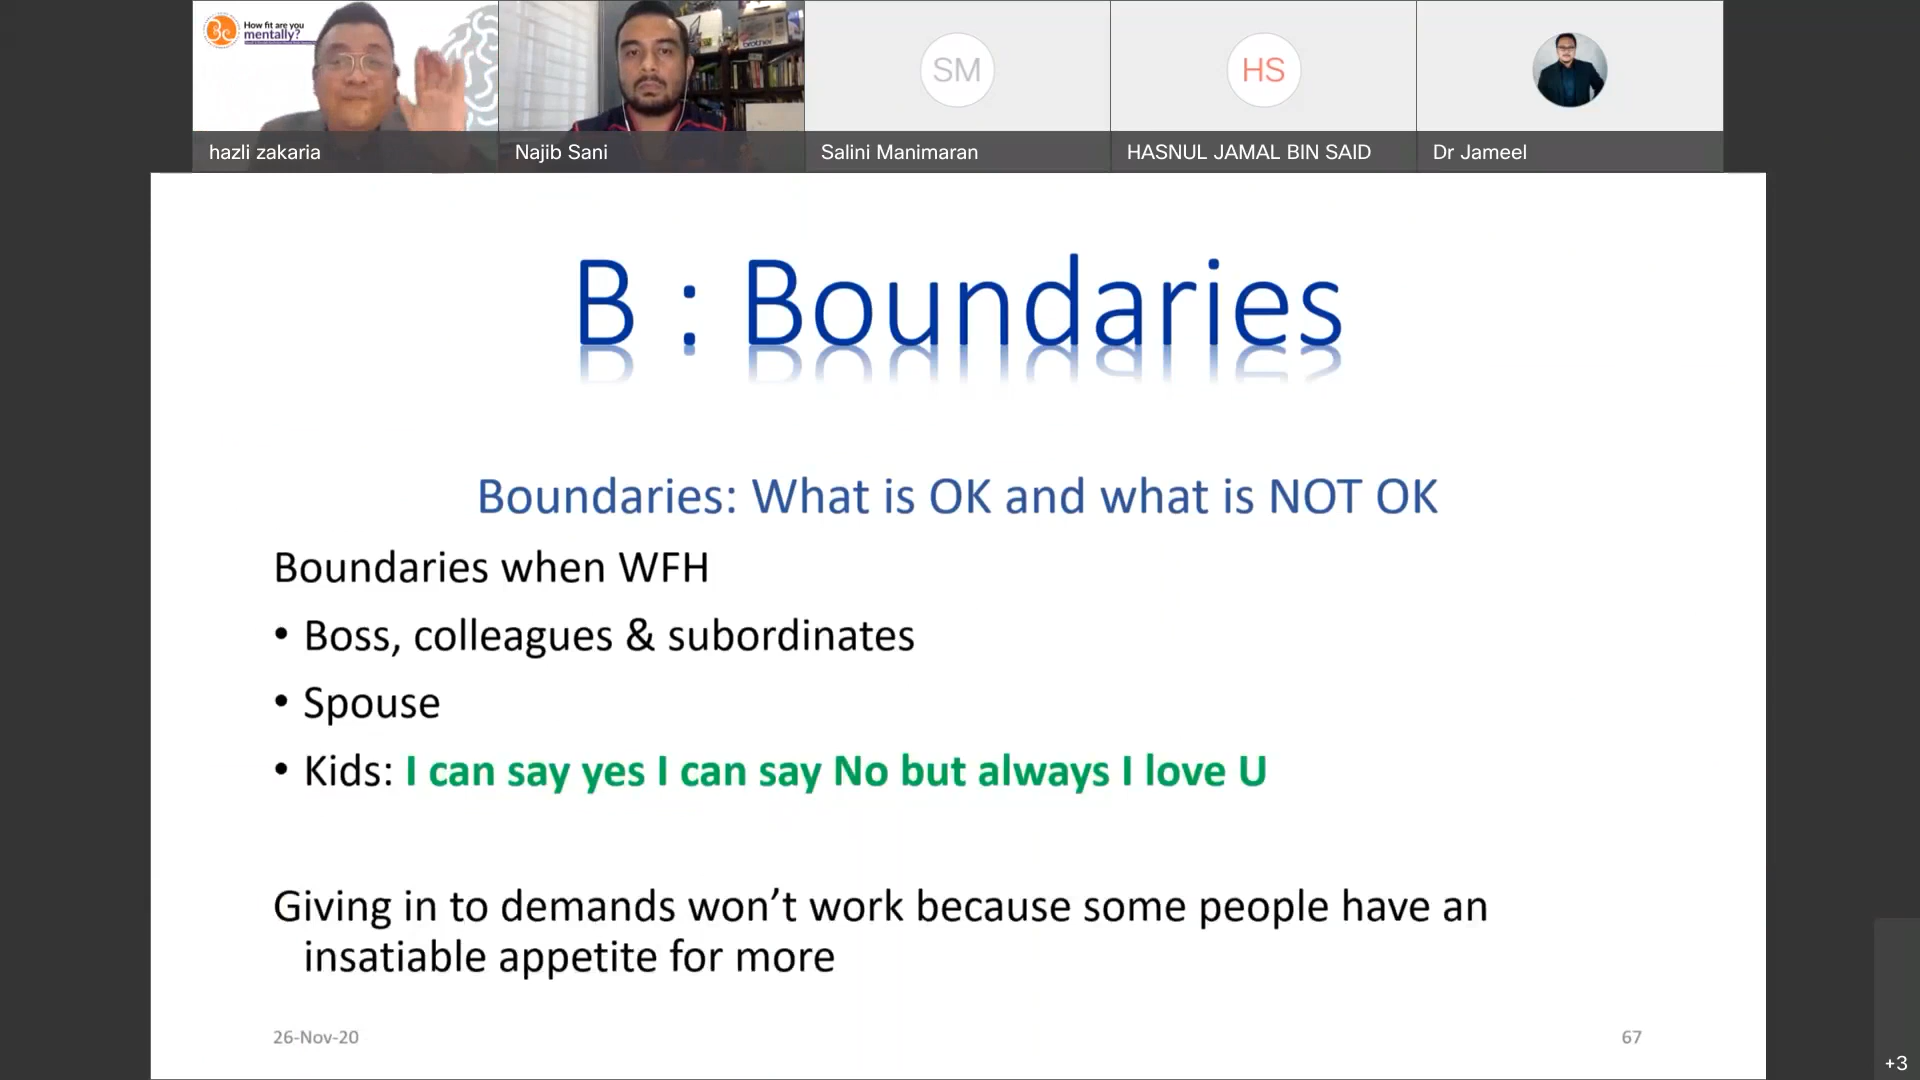 How fit are you
mentally?
brother
SM
HS
hazli zakaria
Najib Sani
Salini Manimaran
HASNUL JAMAL BIN SAID
Dr Jameel
B : Boundaries
Boundaries: What is OK and what is NOT OK
Boundaries when WFH
• Boss, colleagues & subordinates
• Spouse
• Kids: I can say yes I can say No but always I love U
Giving in to demands won’t work because some people have an
insatiable appetite for more
26-Nov-20
67
+3